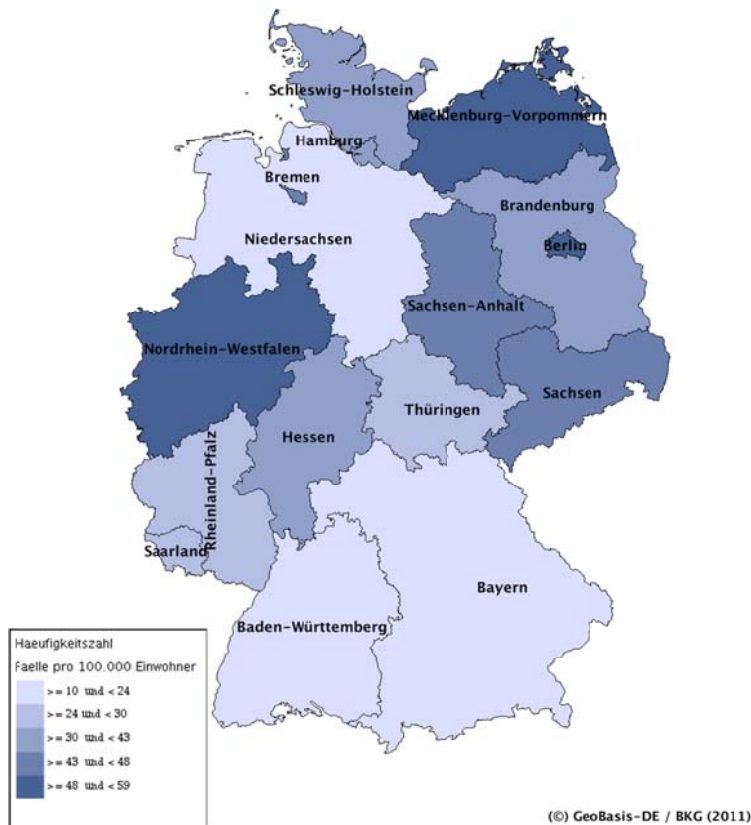 Schleswig-Holstein
Mecklenburg-Vorpommern
Hamburg
Bremen
Brandenburg
Niedersachsen
Berlin
Sachsen-Anhalt
Nordrhein-Westfalen
Sachsen
Thüringen
Hessen
Rheinland-Pfalz
Saarland
Bayern
Baden-Württemberg
Haeufigkeitszahl
Faelle pro 100.000 Einwohner
>= 10 und < 24
>= 24 und < 30
>= 30 und < 43
>= 43 und < 48
>= 48 und < 59
(©) GeoBasis-DE / BKG (2011)